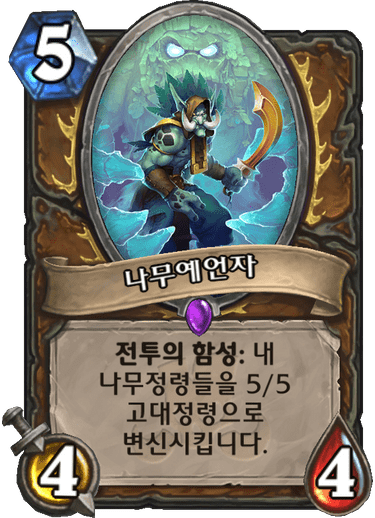 5
나무예언자
전투의 함성: 내
나무정령들을 5/5
고대정령으로
변신시킵니다.
4 4